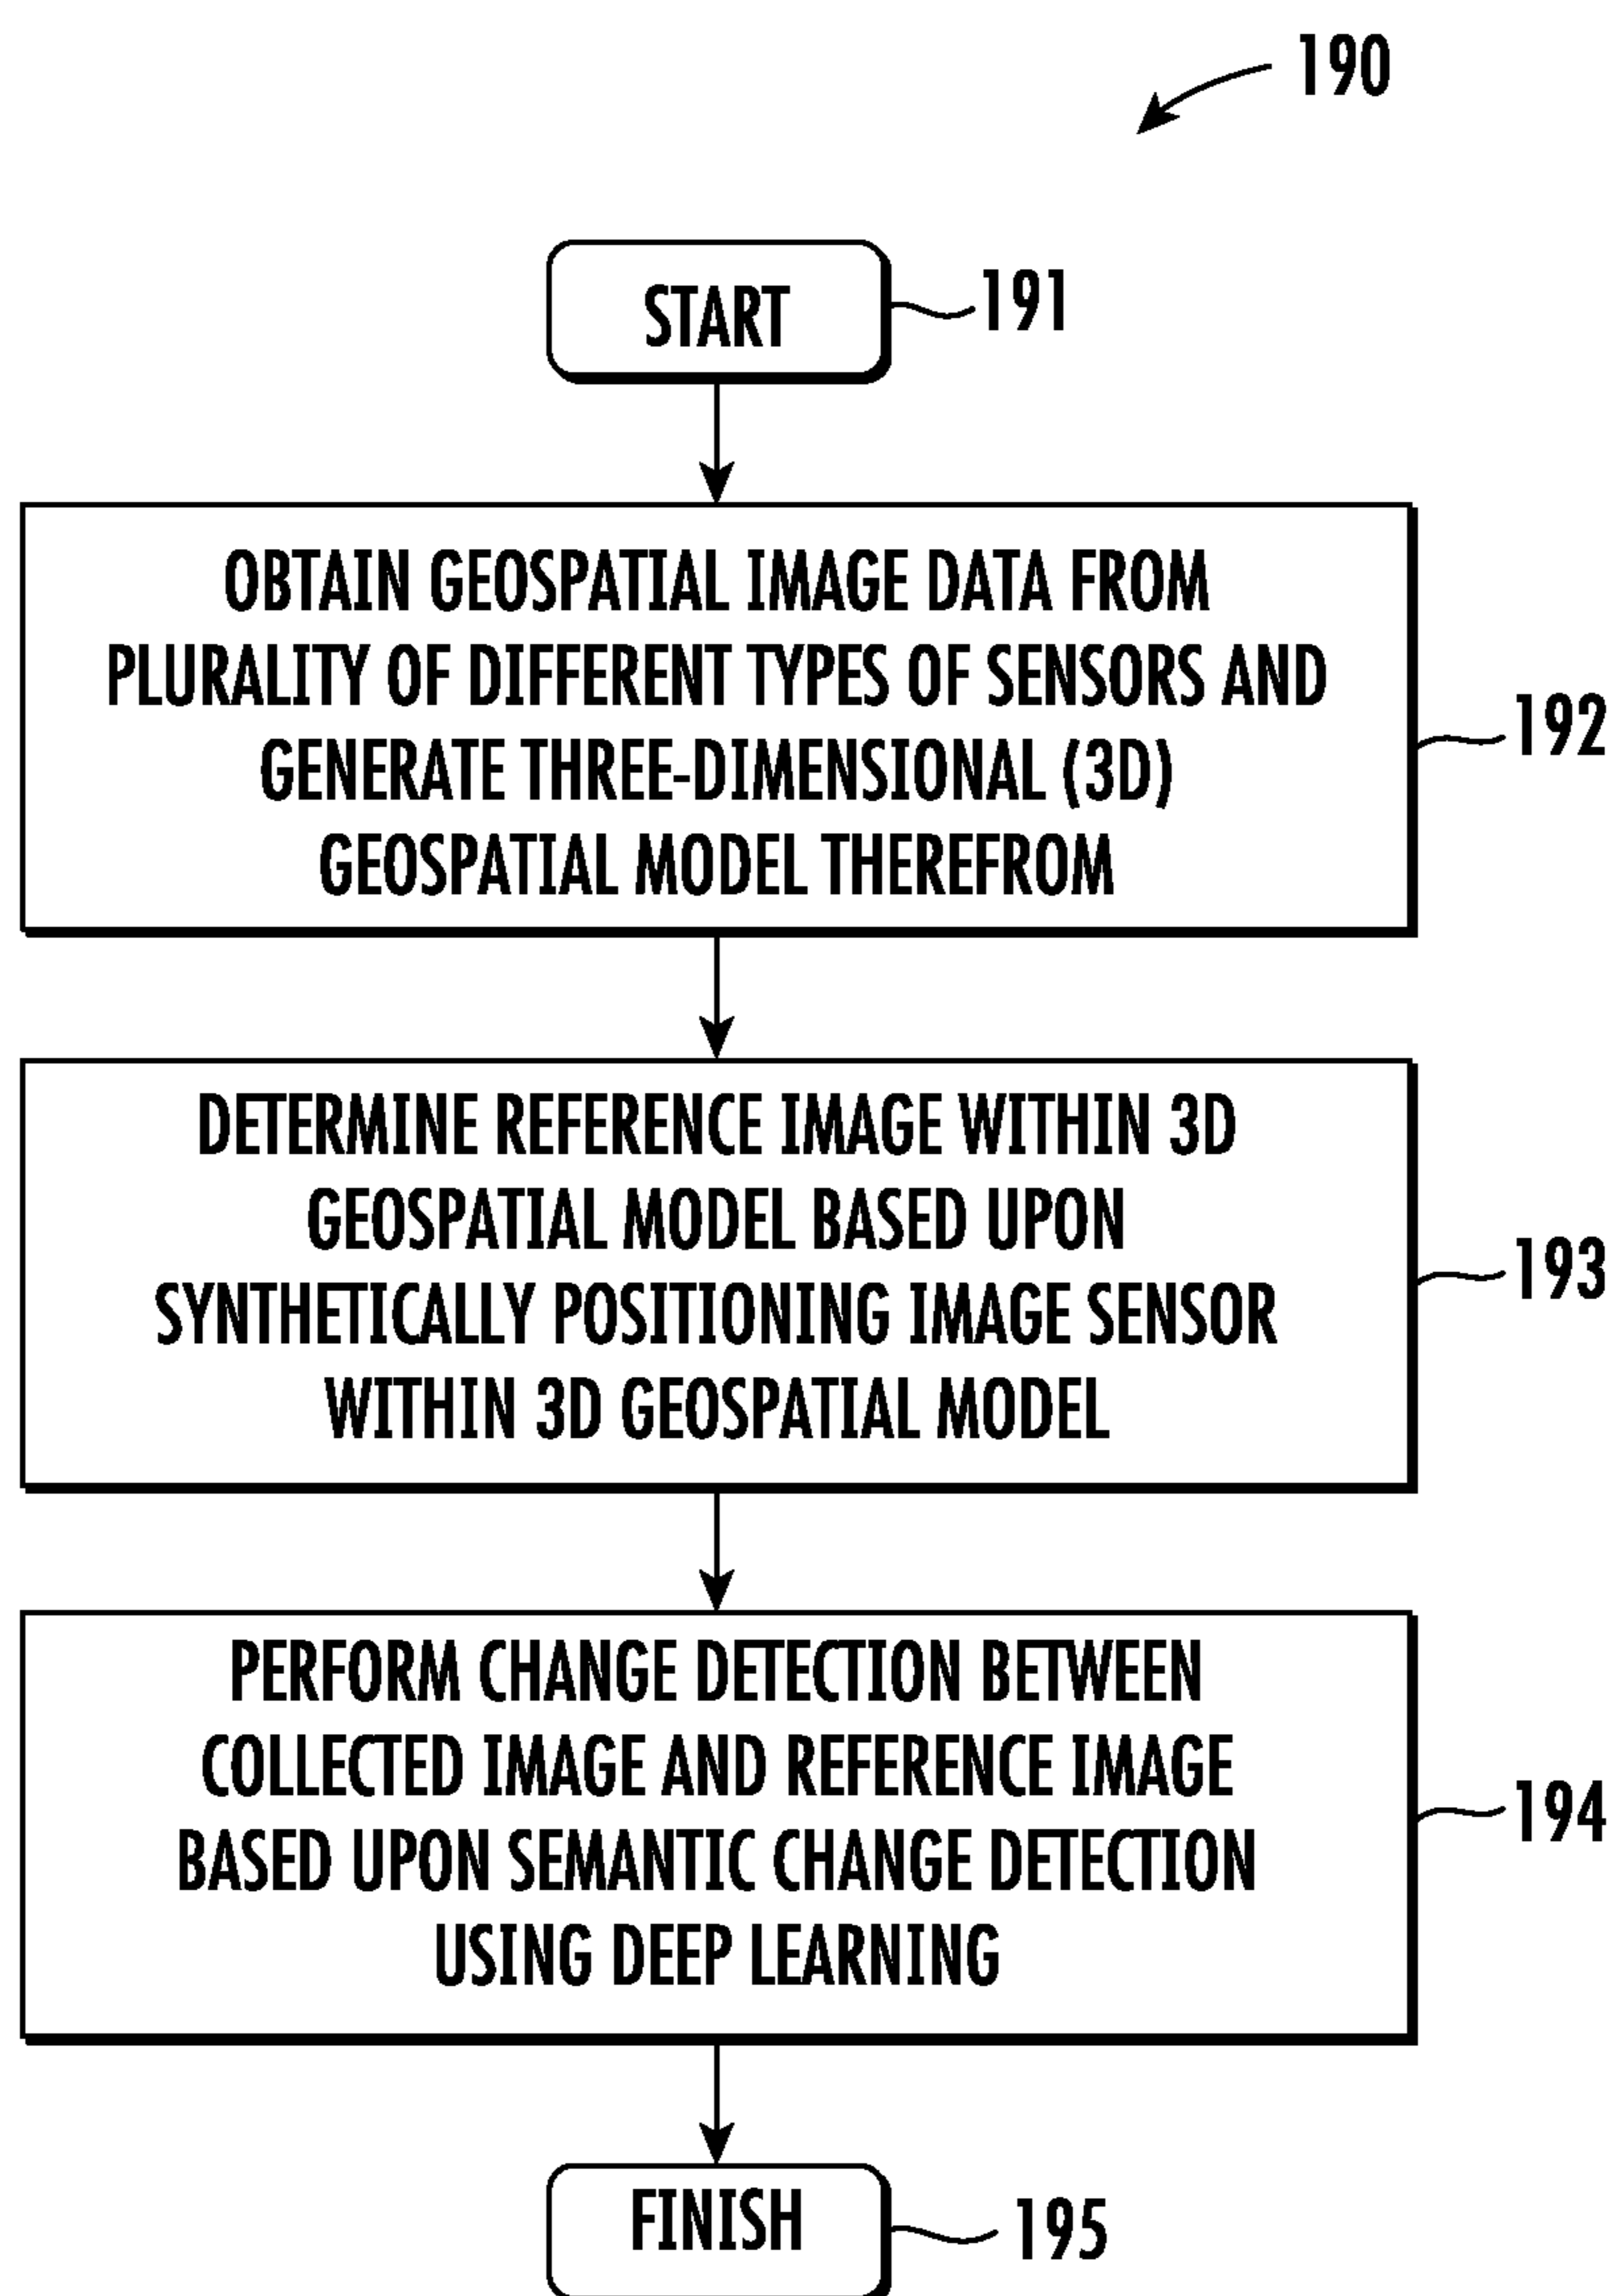 190
START
191
OBTAIN GEOSPATIAL IMAGE DATA FROM
PLURALITY OF DIFFERENT TYPES OF SENSORS AND
GENERATE THREE-DIMENSIONAL (3D)
GEOSPATIAL MODEL THEREFROM
192
DETERMINE REFERENCE IMAGE WITHIN 3D
GEOSPATIAL MODEL BASED UPON
SYNTHETICALLY POSITIONING IMAGE SENSOR
WITHIN 3D GEOSPATIAL MODEL
193
PERFORM CHANGE DETECTION BETWEEN
COLLECTED IMAGE AND REFERENCE IMAGE
BASED UPON SEMANTIC CHANGE DETECTION
USING DEEP LEARNING
194
FINISH
195